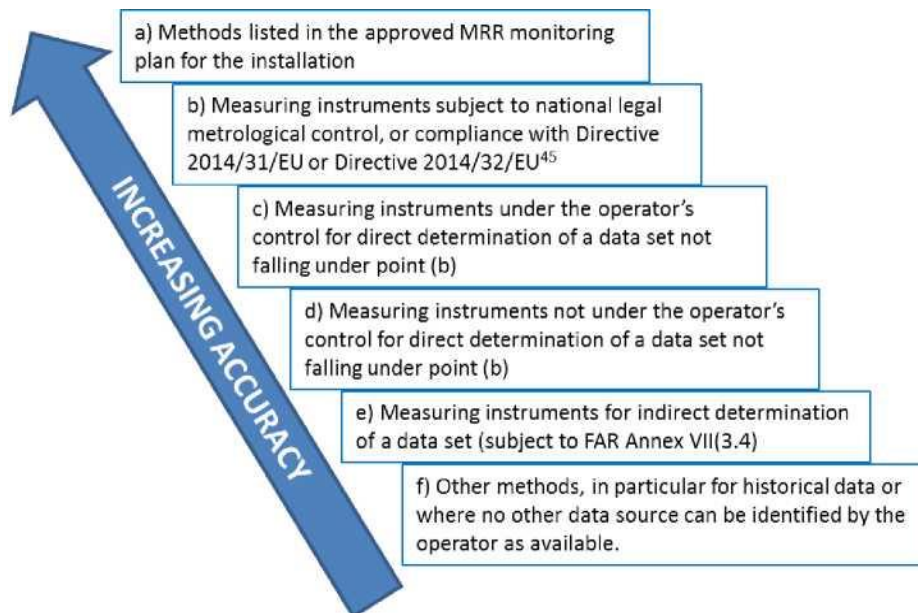 a) Methods listed in the approved MRR monitoring
plan for the installation
b) Measuring instruments subject to national legal
metrological control, or compliance with Directive
2014/31/EU or Directive 2014/32/EU45
c) Measuring instruments under the operator’s
control for direct determination of a data set not
falling under point (b)
d) Measuring instruments not under the operator’s
control for direct determination of a data set not
falling under point (b)
e) Measuring instruments for indirect determination
of a data set (subject to FAR Annex VII(3.4)
f) Other methods, in particular for historical data or
where no other data source can be identified by the
operator as available.
INCREASING ACCURACY